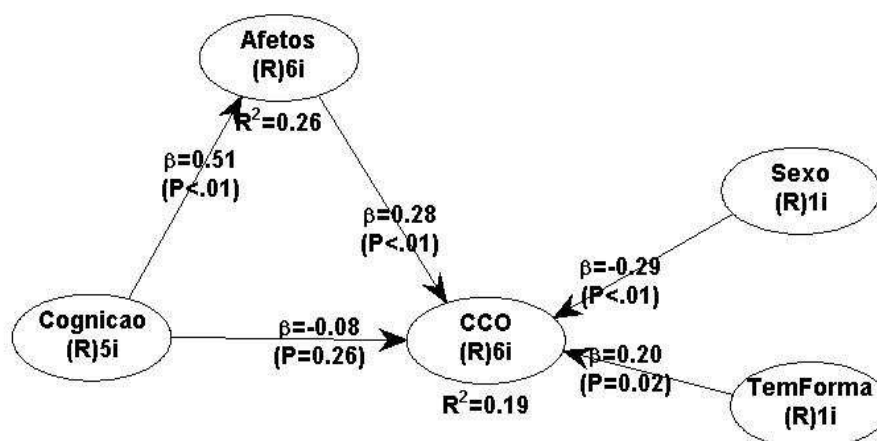 Afetos
(R)6i
R²=0.26
β=0.51
(P<.01)
Sexo
(R)1i
β=0.28
(P<.01)
β=-0.29
(P<.01)
Cognicao
(R)5i
β=-0.08
(P=0.26)
CCO
(R)6i
R²=0.19
β=0.20
(P=0.02)
TemForma
(R)1i